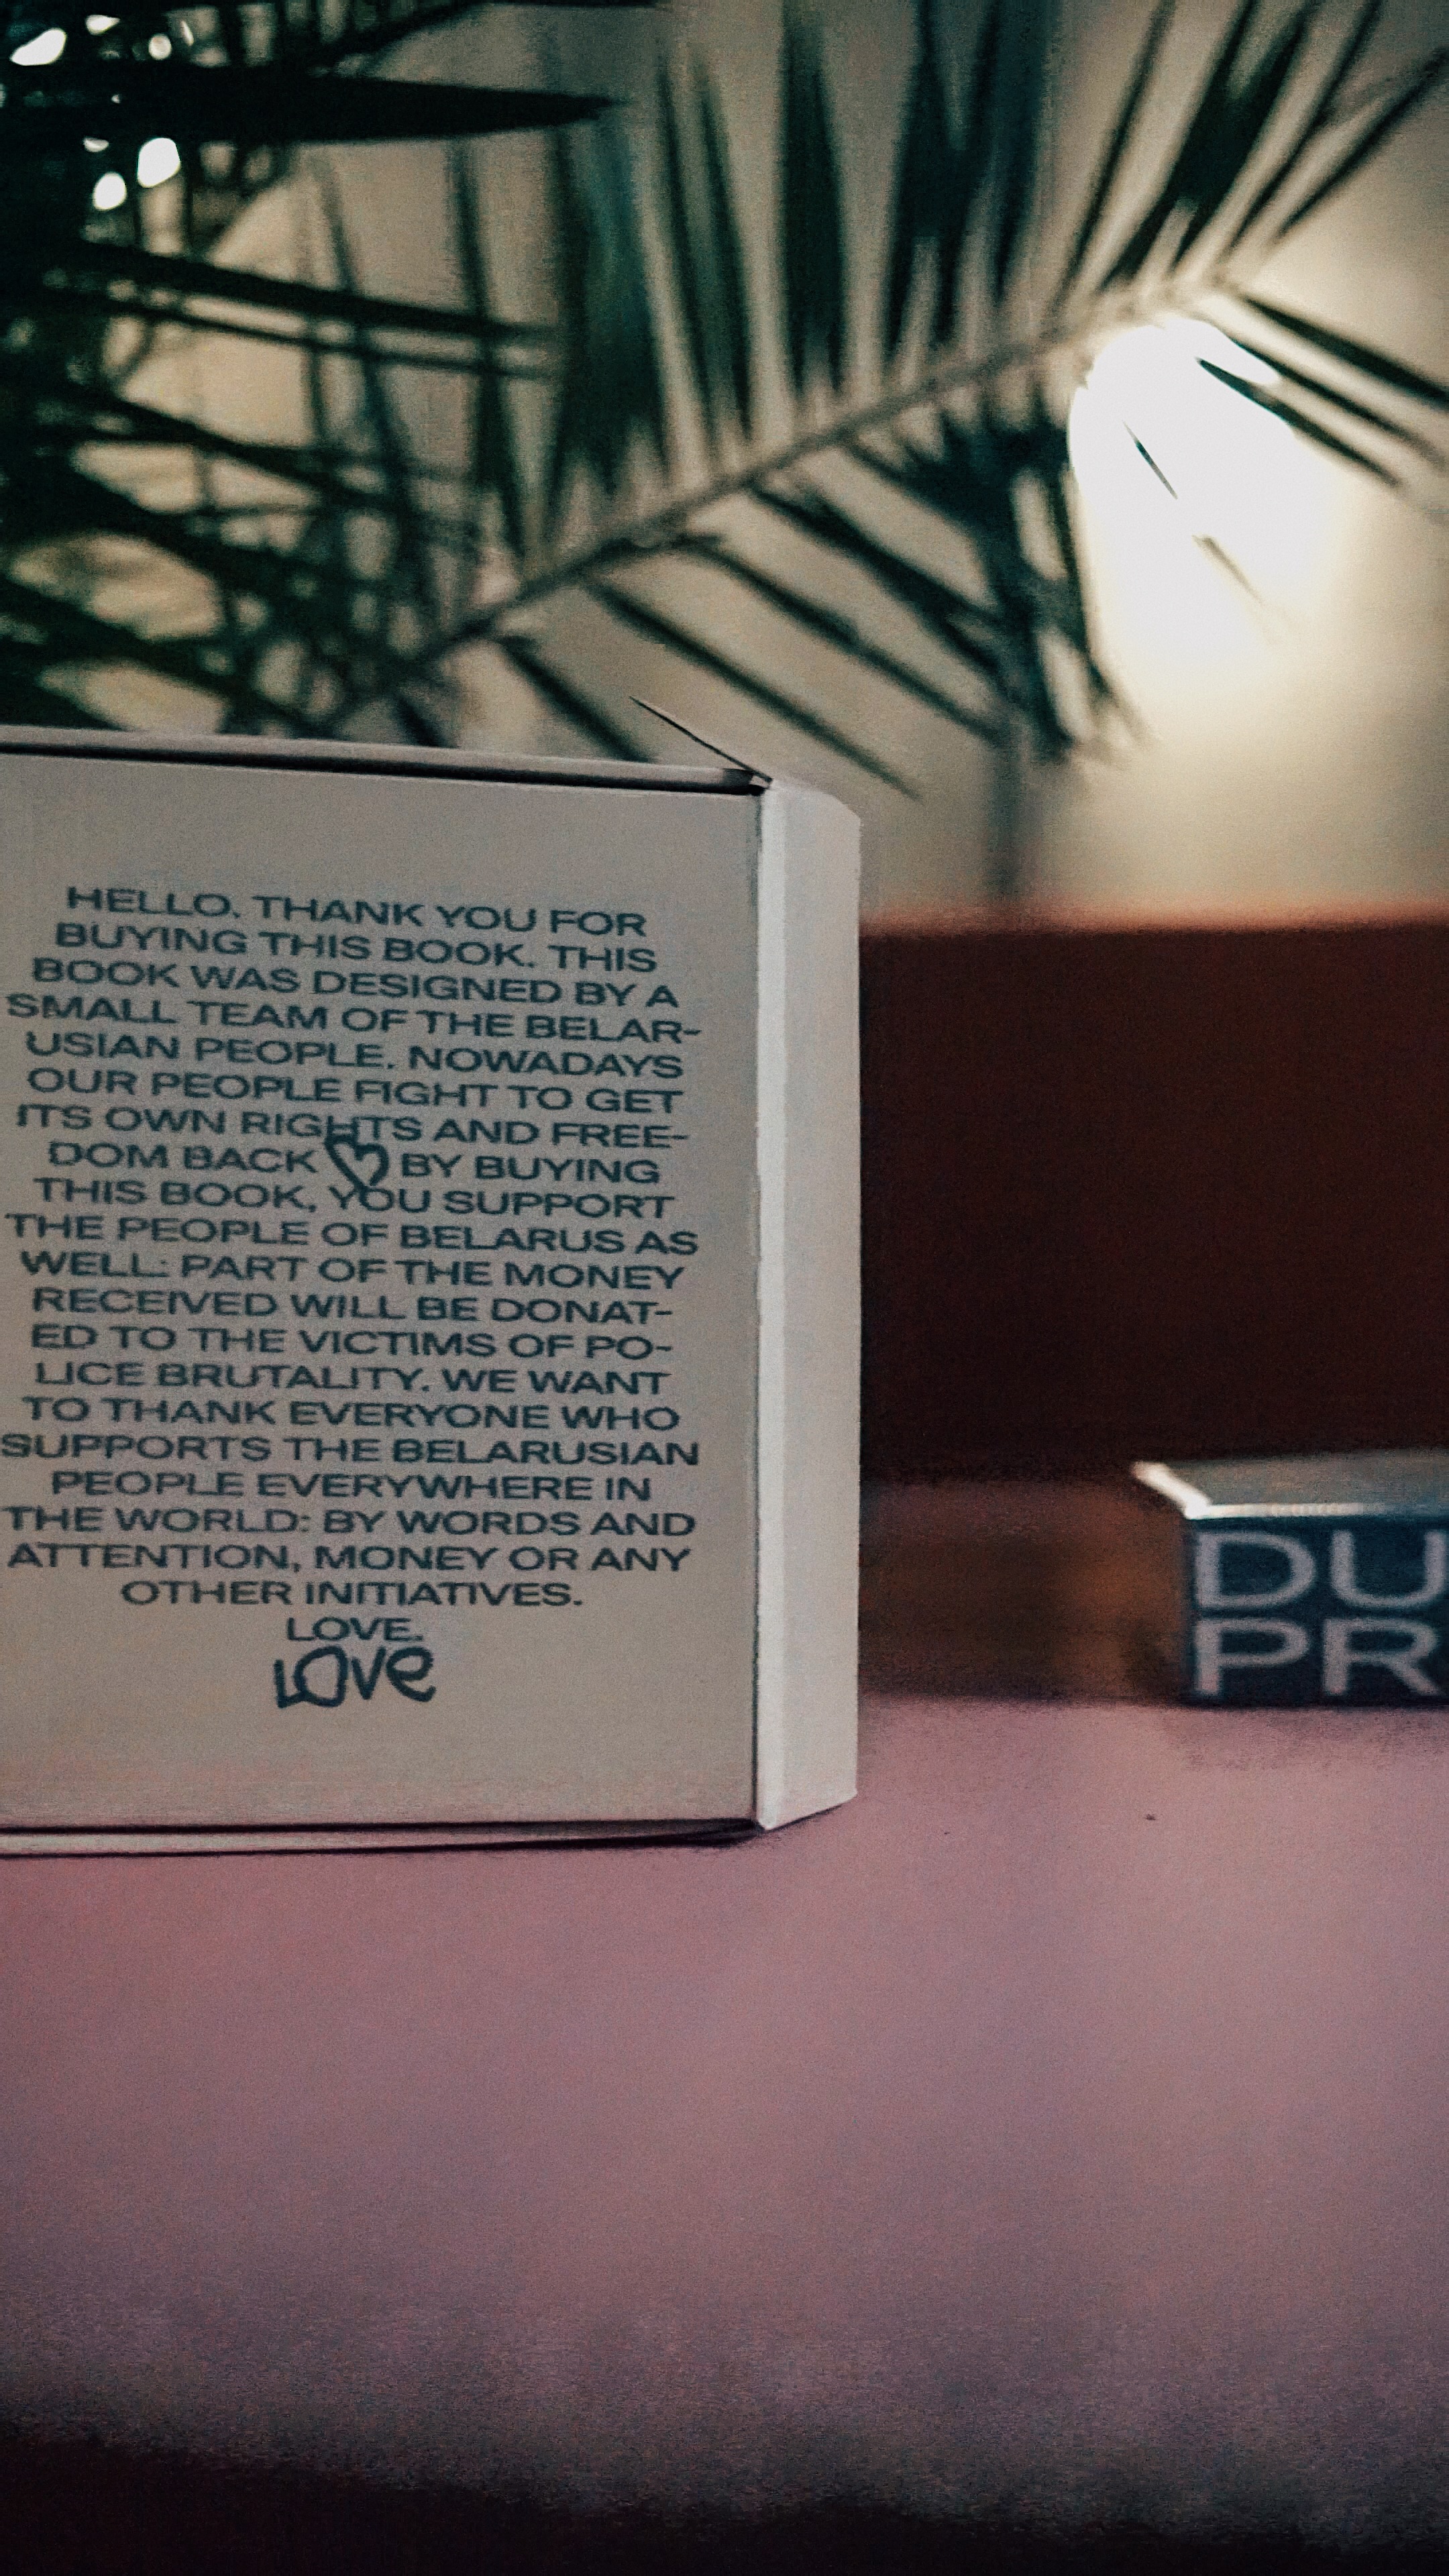 HELLO. THANK YOU FOR
BUYING THIS BOOK. THIS
BOOK WAS DESIGNED BY A
SMALL TEAM OF THE BELAR-
USIAN PEOPLE. NOWADAYS
OUR PEOPLE FIGHT TO GET
ITS OWN RIGHTS AND FREE-
DOM BACK ♡ BY BUYING
THIS BOOK, YOU SUPPORT
THE PEOPLE OF BELARUS AS
WELL: PART OF THE MONEY
RECEIVED WILL BE DONAT-
ED TO THE VICTIMS OF PO-
LICE BRUTALITY. WE WANT
TO THANK EVERYONE WHO
SUPPORTS THE BELARUSIAN
PEOPLE EVERYWHERE IN
THE WORLD: BY WORDS AND
ATTENTION, MONEY OR ANY
OTHER INITIATIVES.
LOVE.
LOve
DU
PR